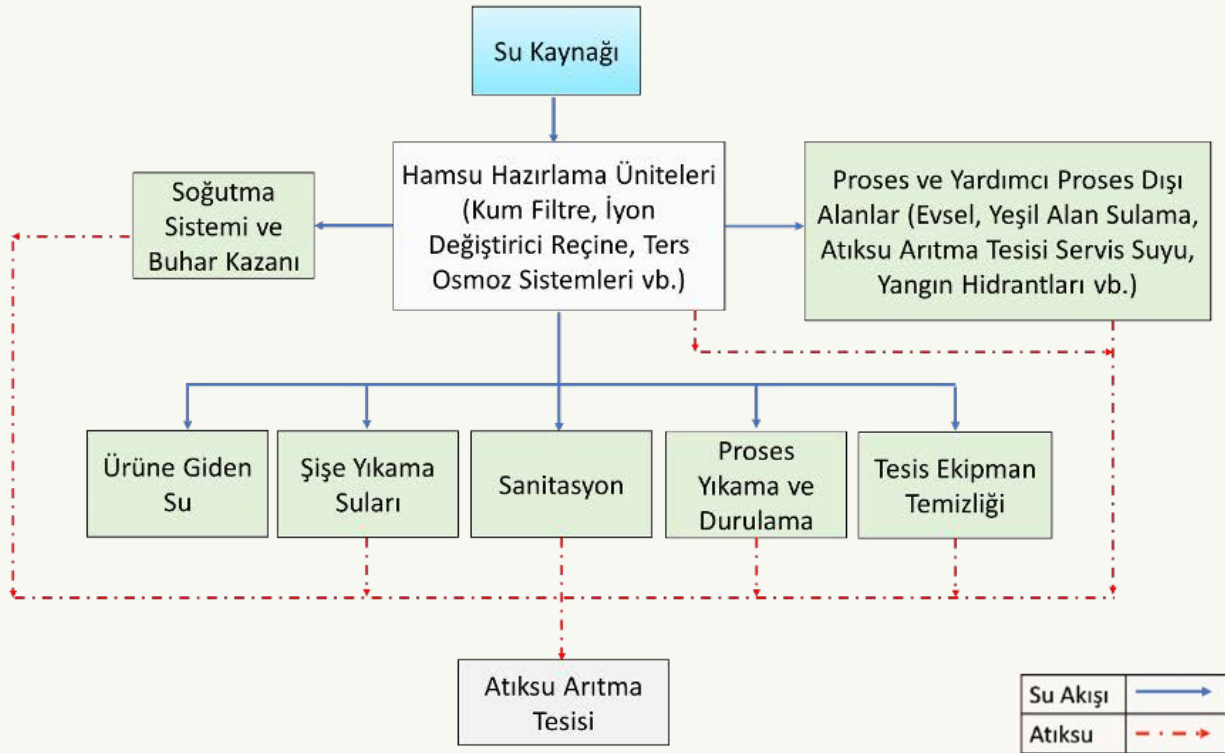 Su Kaynağı
Hamsu Hazırlama Üniteleri
(Kum Filtre, İyon
Değiştirici Reçine, Ters
Osmoz Sistemleri vb.)
Soğutma
Sistemi ve
Buhar Kazanı
Proses ve Yardımcı Proses Dışı
Alanlar (Evsel, Yeşil Alan Sulama,
Atıksu Arıtma Tesisi Servis Suyu,
Yangın Hidrantları vb.)
Ürüne Giden
Su
Şişe Yıkama
Suları
Sanitasyon
Proses
Yıkama ve
Durulama
Tesis Ekipman
Temizliği
Atıksu Arıtma
Tesisi
Su Akışı
Atıksu